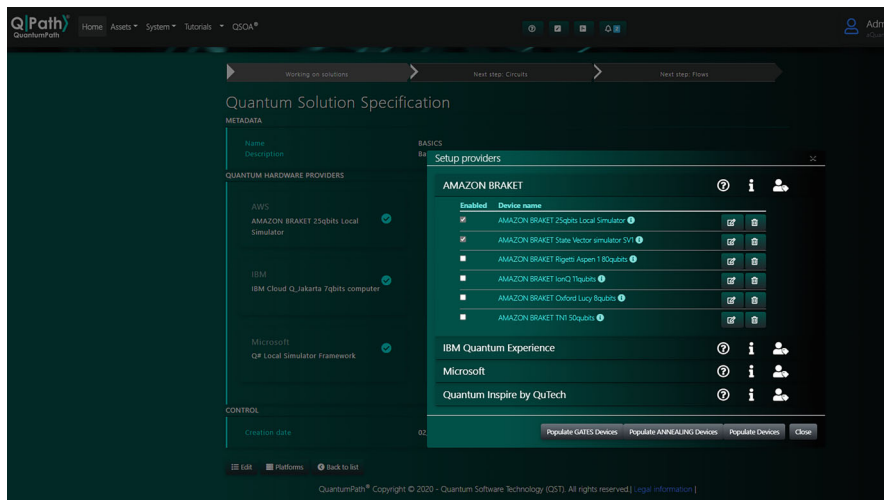 Q|Path⟩
QuantumPath
Home Assets System Tutorials QSOA®
Adm
Working on solutions
Next step: Circuits
Next step: Flows
Quantum Solution Specification
METADATA
Name
BASICS
Description
Ba
QUANTUM HARDWARE PROVIDERS
AWS
AMAZON BRAKET 25qbits Local
Simulator
IBM
IBM Cloud Q_Jakarta 7qbits computer
Microsoft
Q# Local Simulator Framework
CONTROL
Creation date
02
Edit
Platforms
Back to list
Setup providers
AMAZON BRAKET
Enabled Device name
AMAZON BRAKET 25qbits Local Simulator
AMAZON BRAKET State Vector simulator SV1
AMAZON BRAKET Rigetti Aspen 1 80qubits
AMAZON BRAKET IonQ 11qubits
AMAZON BRAKET Oxford Lucy 8qubits
AMAZON BRAKET TN1 50qubits
IBM Quantum Experience
Microsoft
Quantum Inspire by QuTech
Populate GATES Devices
Populate ANNEALING Devices
Populate Devices
Close
QuantumPath® Copyright © 2020 - Quantum Software Technology (QST). All rights reserved.| Legal information |